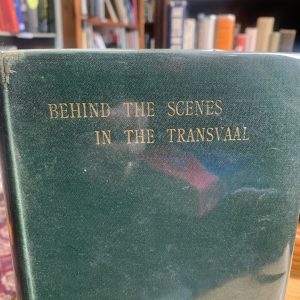 BEHIND THE SCENES
IN THE TRANSVAAL